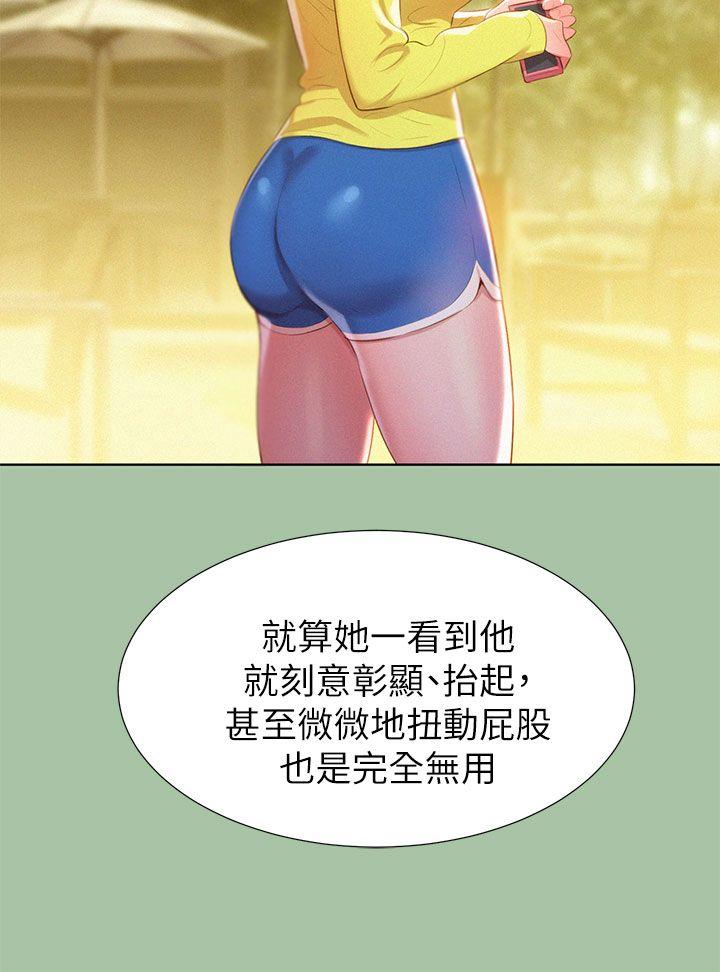 就算她一看到他
就刻意彰顯、抬起，
甚至微微地扭動屁股
也是完全無用